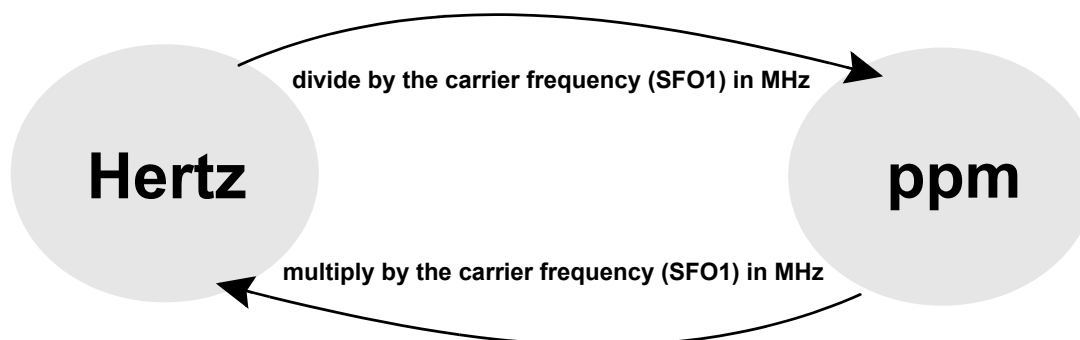 divide by the carrier frequency (SFO1) in MHz
Hertz
ppm
multiply by the carrier frequency (SFO1) in MHz